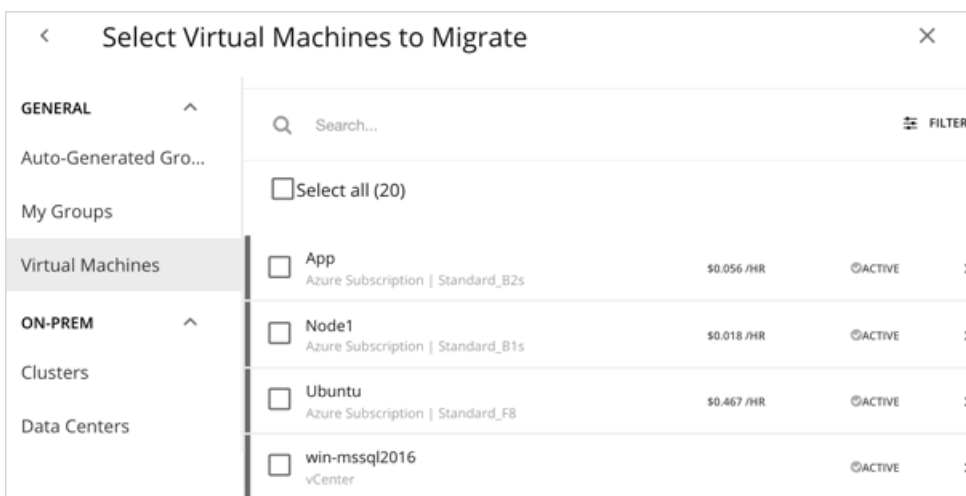 Select Virtual Machines to Migrate
GENERAL
Auto-Generated Gro...
My Groups
Virtual Machines
ON-PREM
Clusters
Data Centers
Search...
FILTER
Select all (20)
App
Azure Subscription | Standard_B2s
$0.056 /HR
ACTIVE
Node1
Azure Subscription | Standard_B1s
$0.018 /HR
ACTIVE
Ubuntu
Azure Subscription | Standard_F8
$0.467 /HR
ACTIVE
win-mssql2016
vCenter
ACTIVE